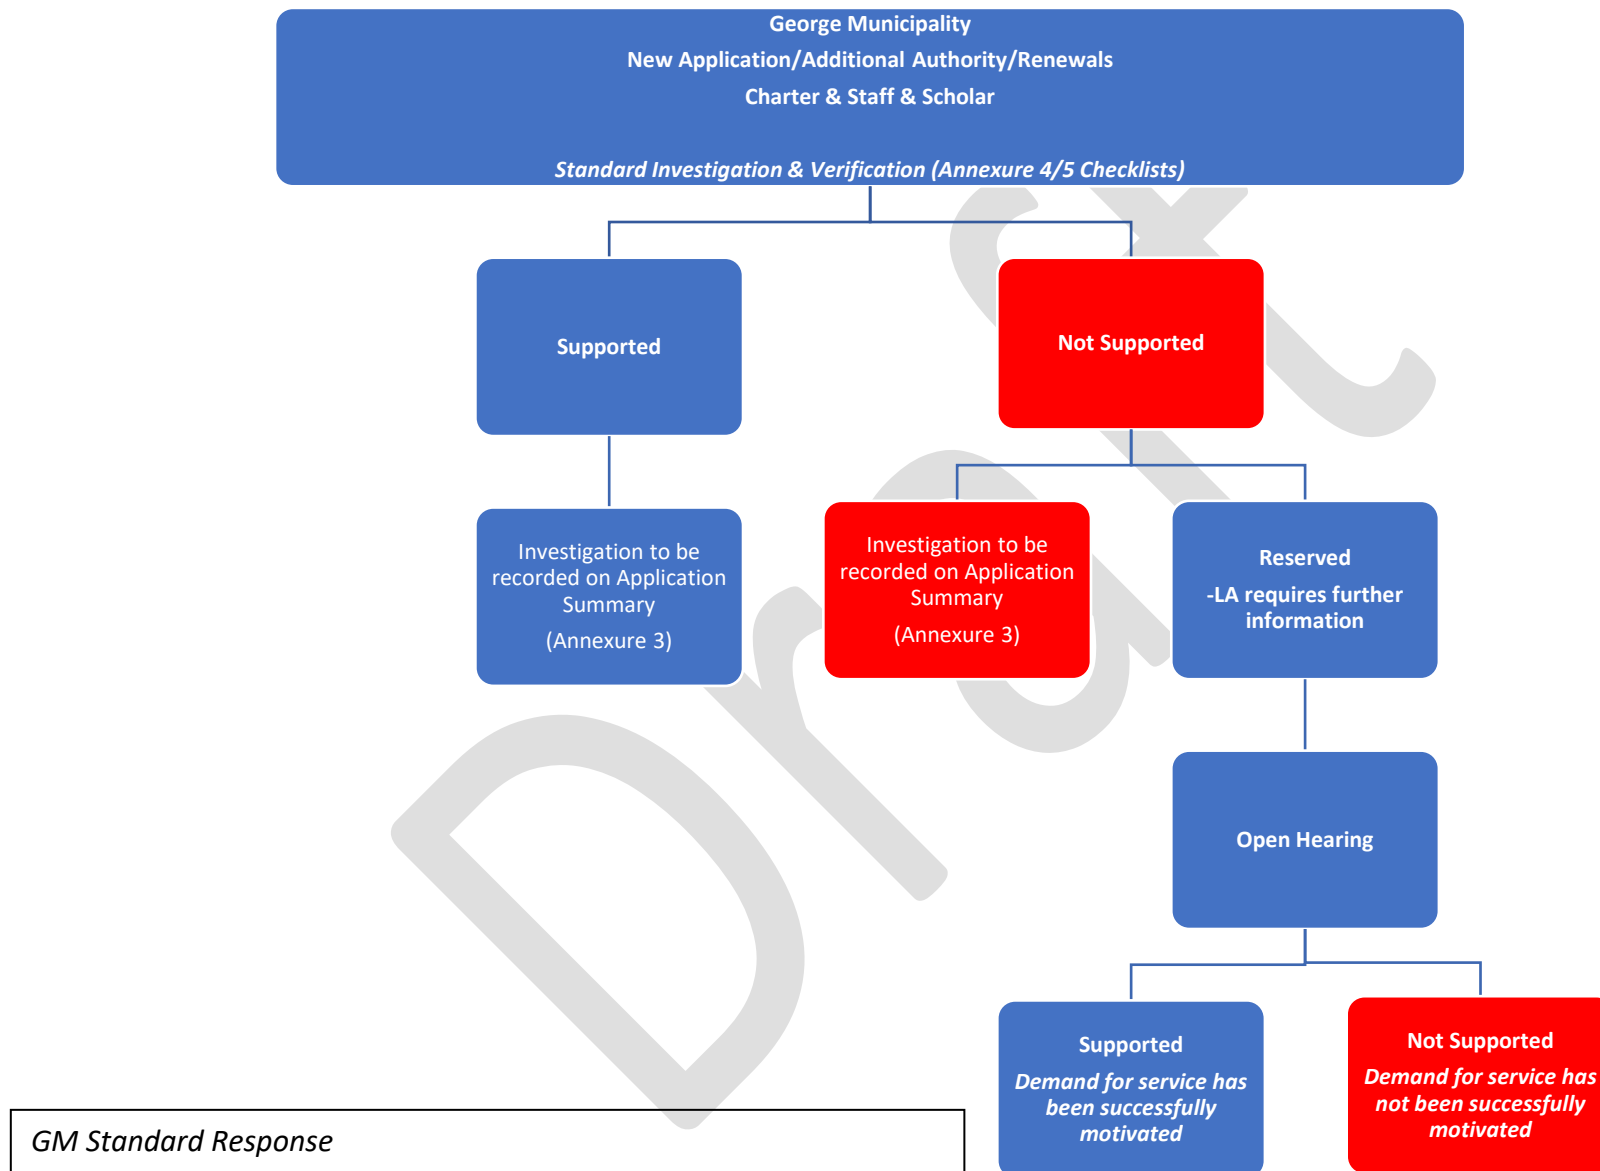 George Municipality
New Application/Additional Authority/Renewals
Charter & Staff & Scholar
Standard Investigation & Verification (Annexure 4/5 Checklists)
Supported
Not Supported
Investigation to be
recorded on Application
Summary
(Annexure 3)
Investigation to be
recorded on Application
Summary
(Annexure 3)
Reserved
-LA requires further
information
Open Hearing
Supported
Demand for service has
been successfully
motivated
Not Supported
Demand for service has
not been successfully
motivated
GM Standard Response
Draft